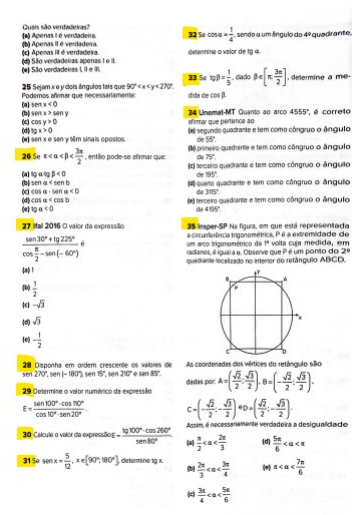 Quais são verdadeiras?
(a) Apenas I é verdadeira.
(b) Apenas II é verdadeira.
(c) Apenas III é verdadeira.
(d) São verdadeiras apenas I e II.
(e) São verdadeiras I, II e III.
25 Sejam x e y dois ângulos tais que 90° < x < y < 270°.
Podemos afirmar que necessariamente:
(a) sen x < 0
(b) sen x > sen y
(c) cos y > 0
(d) tg x > 0
(e) sen x e sen y têm sinais opostos.
26 Se π < α < β < 3π/2, então pode-se afirmar que:
(a) tg α · tg β < 0
(b) sen α < sen b
(c) cos α · sen α < 0
(d) cos α < cos b
(e) tg α < 0
27 Ifal 2016 O valor da expressão
sen 30° + tg 225°
cos π/2 − sen (− 60°)
é
(a) 1
(b) 1/2
(c) −√3
(d) √3
(e) − 1/2
28 Disponha em ordem crescente os valores de
sen 270°, sen (−180°), sen 15°, sen 210° e sen 85°.
29 Determine o valor numérico da expressão
E = sen 100° · cos 110° / cos 10° · sen 20° .
30 Calcule o valor da expressão E = tg 100° · cos 260° / sen 80° .
31 Se sen x = 5/12, x ∈ [90°; 180°], determine tg x.
32 Se cos α = 1/4, sendo α um ângulo do 4º quadrante,
determine o valor de tg α.
33 Se tg β = 1/5, dado β ∈ [π; 3π/2], determine a me-
dida de cos β.
34 Unemat-MT Quanto ao arco 4555°, é correto
afirmar que pertence ao
(a) segundo quadrante e tem como côngruo o ângulo
de 55°.
(b) primeiro quadrante e tem como côngruo o ângulo
de 75°.
(c) terceiro quadrante e tem como côngruo o ângulo
de 195°.
(d) quarto quadrante e tem como côngruo o ângulo
de 3115°.
(e) terceiro quadrante e tem como côngruo o ângulo
de 4195°.
35 Insper-SP Na figura, em que está representada
a circunferência trigonométrica, P é a extremidade de
um arco trigonométrico da 1ª volta cuja medida, em
radianos, é igual a α. Observe que P é um ponto do 2º
quadrante localizado no interior do retângulo ABCD.
y
B
A
P
x
C
D
As coordenadas dos vértices do retângulo são
dadas por: A = (√2/2; √3/2), B = (−√2/2; √3/2),
C = (−√2/2; −√3/2) e D = (√2/2; −√3/2).
Assim, é necessariamente verdadeira a desigualdade
(a) π/2 < α < 2π/3
(d) 5π/6 < α < π
(b) 2π/3 < α < 3π/4
(e) π < α < 7π/6
(c) 3π/4 < α < 5π/6